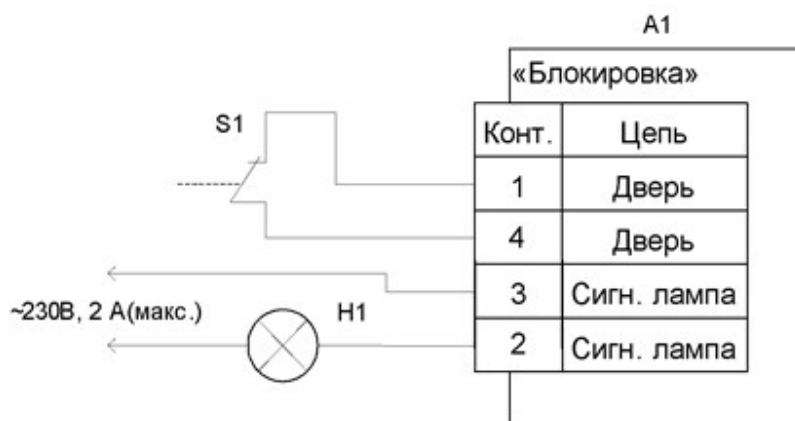 A1
«Блокировка»
S1
Конт. Цепь
1 Дверь
4 Дверь
3 Сигн. лампа
~230В, 2 А(макс.) H1
2 Сигн. лампа